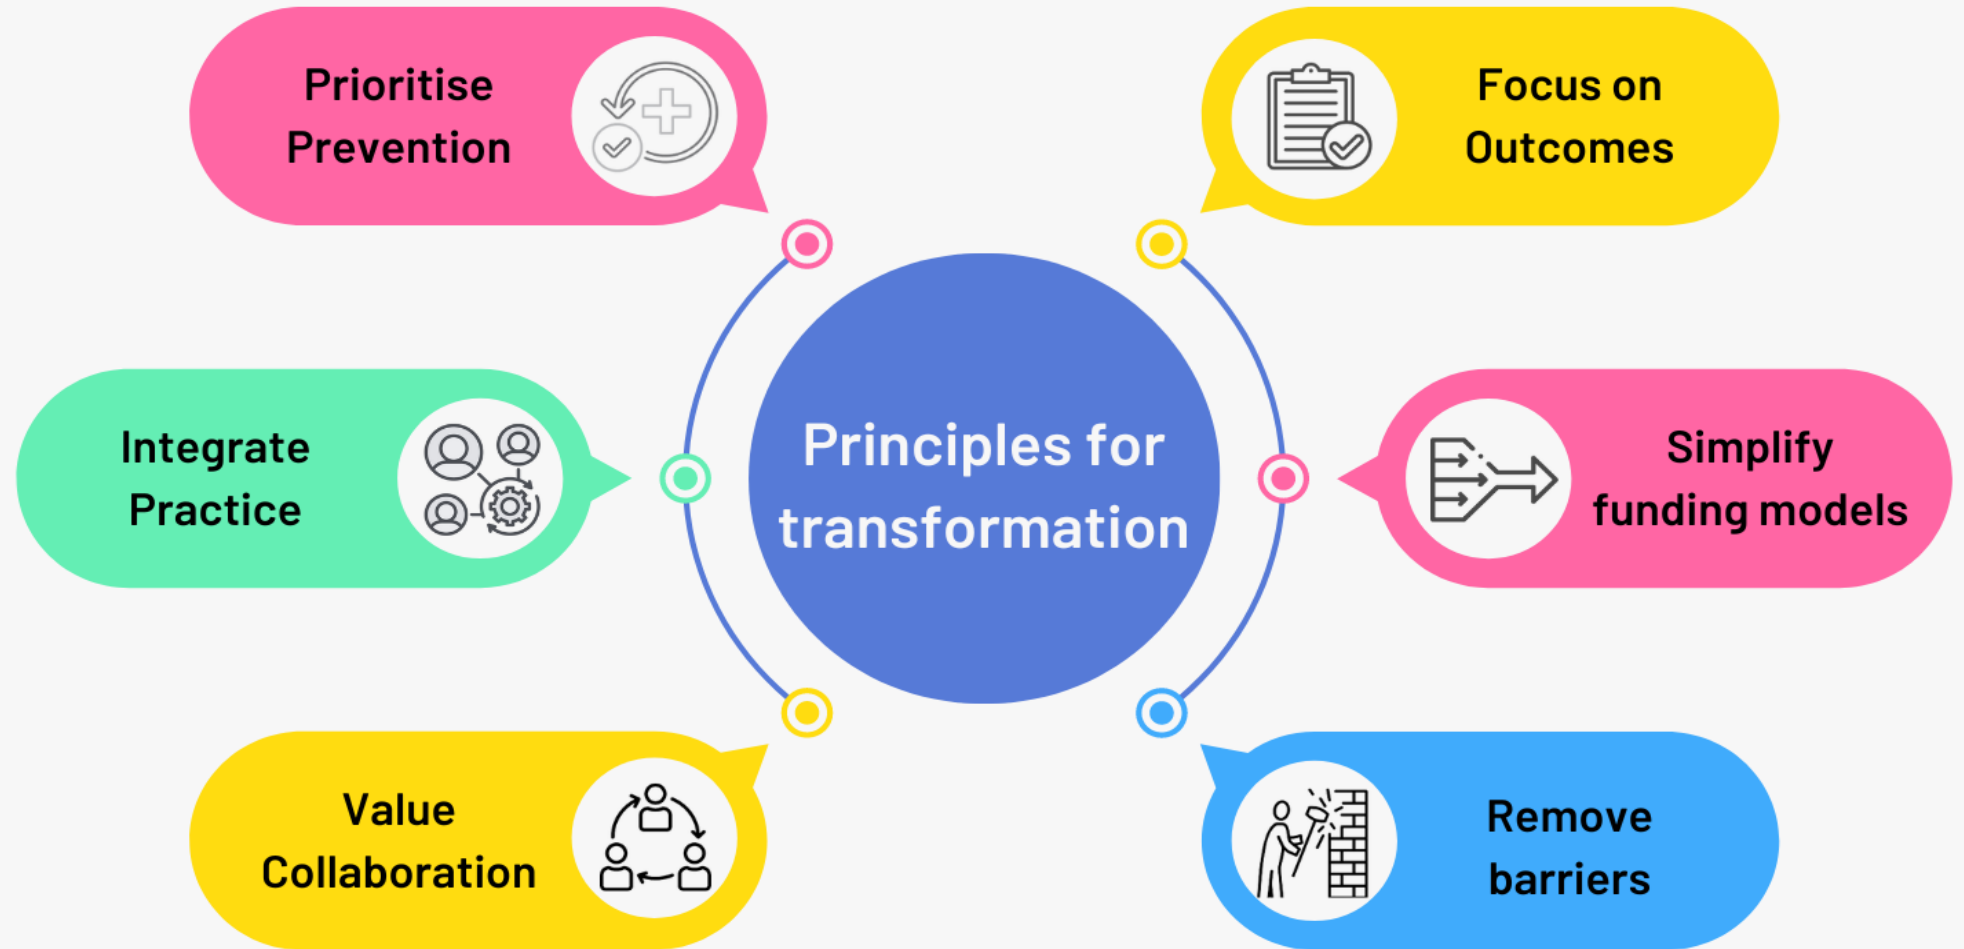 Prioritise
Prevention
Focus on
Outcomes
Integrate
Practice
Principles for
transformation
Simplify
funding models
Value
Collaboration
Remove
barriers